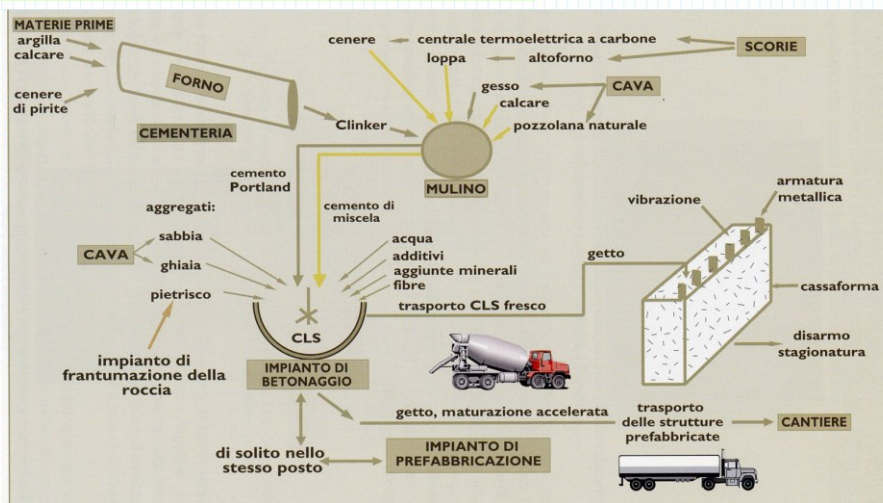 MATERIE PRIME
argilla
calcare
cenere
di pirite
FORNO
CEMENTERIA
Clinker
cenere
centrale termoelettrica a carbone
SCORIE
loppa
altoforno
gesso
CAVA
calcare
pozzolana naturale
MULINO
cemento
Portland
cemento di
miscela
aggregati:
sabbia
CAVA
ghiaia
pietrisco
impianto di
frantumazione della
roccia
acqua
additivi
aggiunte minerali
fibre
CLS
IMPIANTO DI
BETONAGGIO
trasporto CLS fresco
getto
vibrazione
armatura
metallica
cassaforma
disarmo
stagionatura
getto, maturazione accelerata
trasporto
delle strutture
prefabbricate
CANTIERE
di solito nello
stesso posto
IMPIANTO DI
PREFABBRICAZIONE